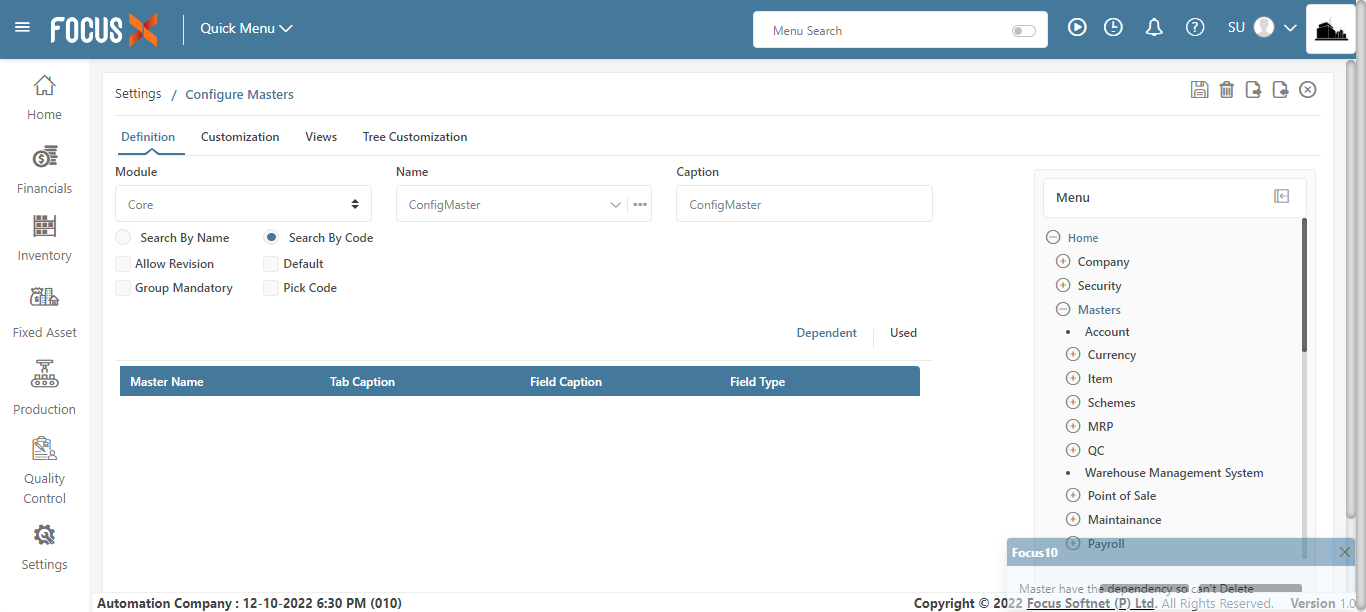 FOCUS X
Quick Menu
Menu Search
SU
Home
Financials
Inventory
Fixed Asset
Production
Quality
Control
Settings
Settings / Configure Masters
Definition Customization Views Tree Customization
Module Name Caption
Core ConfigMaster ConfigMaster
Search By Name Search By Code
Allow Revision Default
Group Mandatory Pick Code
Dependent Used
Master Name Tab Caption Field Caption Field Type
Menu
Home
Company
Security
Masters
Account
Currency
Item
Schemes
MRP
QC
Warehouse Management System
Point of Sale
Maintainance
Payroll
Focus10
Master have the dependency so can't Delete
Automation Company : 12-10-2022 6:30 PM (010)
Copyright © 2022 Focus Softnet (P) Ltd. All Rights Reserved. Version 1.0